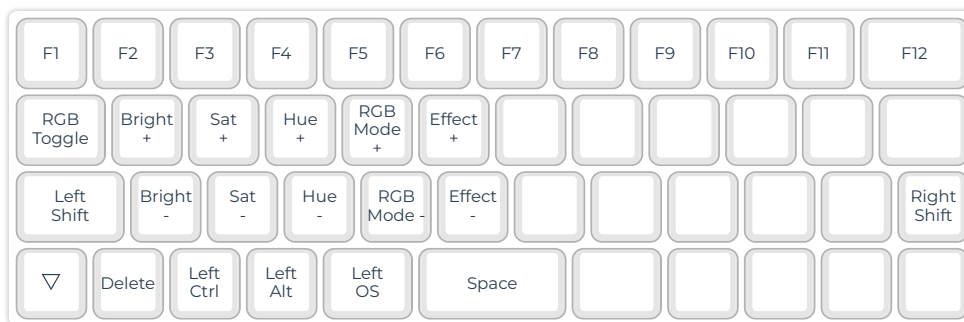 F1
F2
F3
F4
F5
F6
F7
F8
F9
F10
F11
F12
RGB
Toggle
Bright
+
Sat
+
Hue
+
RGB
Mode
+
Effect
+
Left
Shift
Bright
-
Sat
-
Hue
-
RGB
Mode -
Effect
-
Right
Shift
▽
Delete
Left
Ctrl
Left
Alt
Left
OS
Space